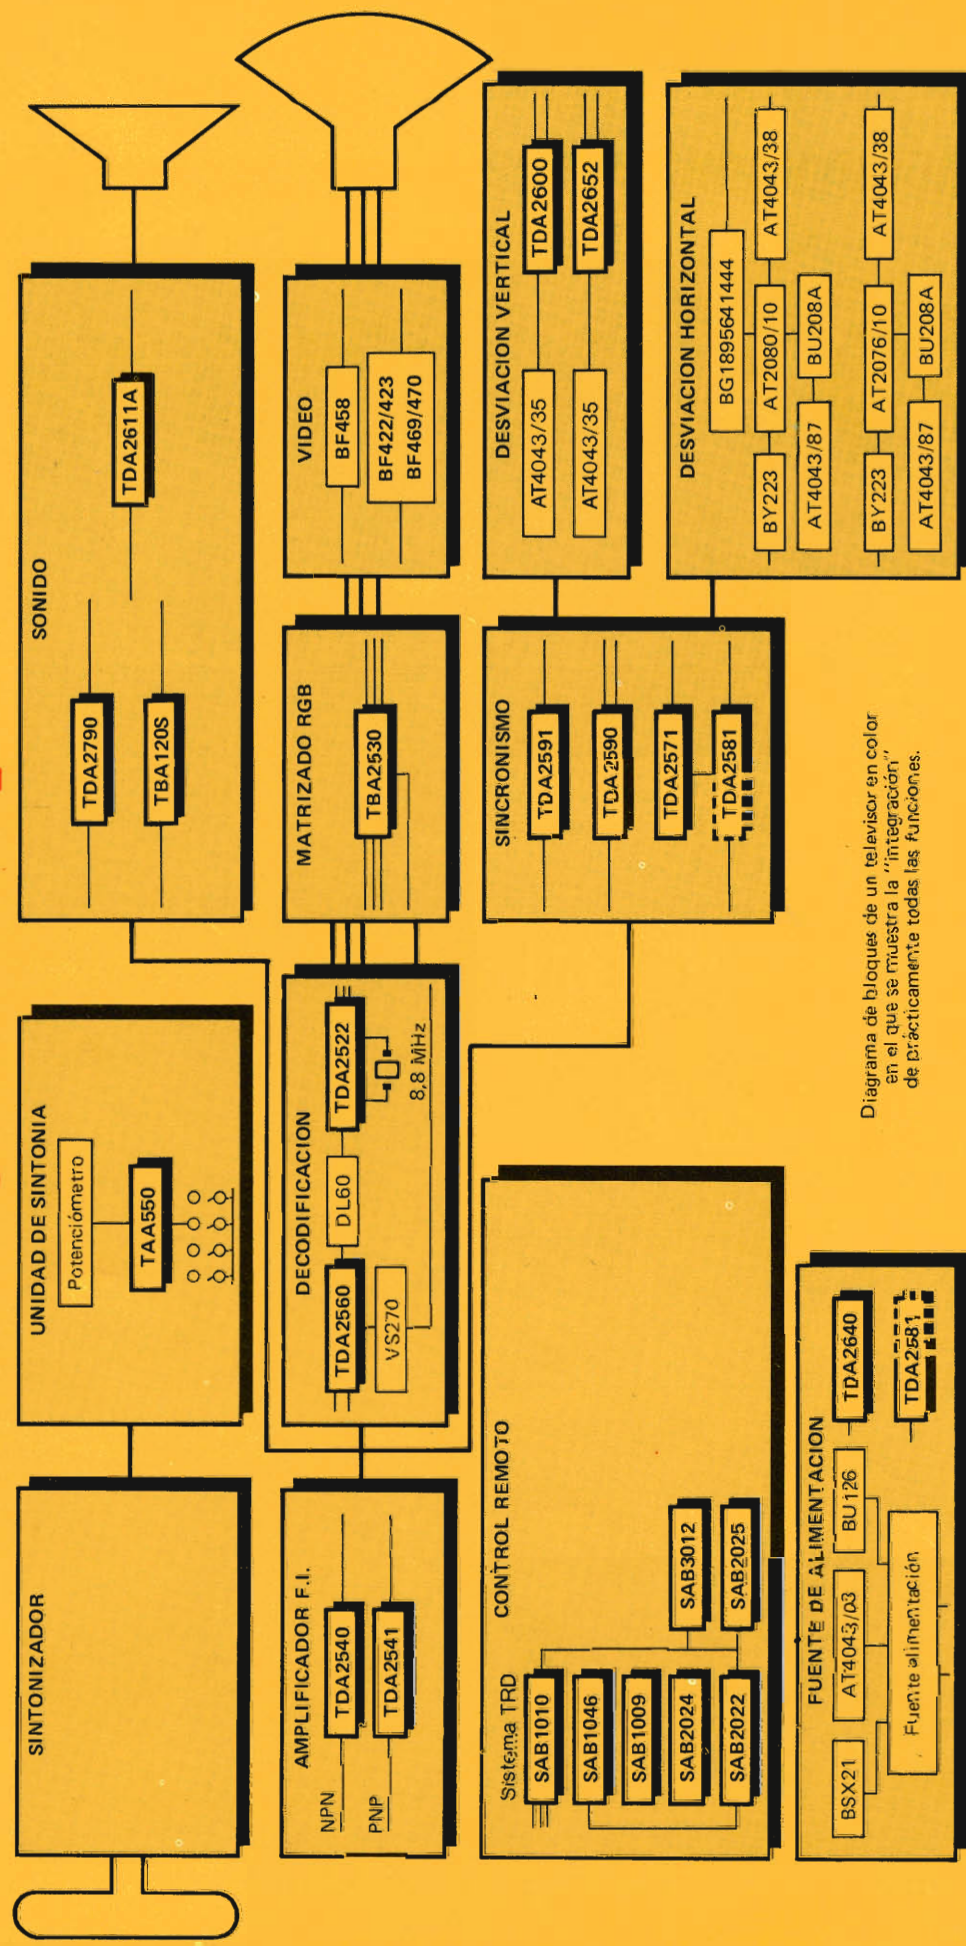 SINTONIZADOR
UNIDAD DE SINTONIA
Potenciómetro
TAA550
SONIDO
TDA2790
TBA120S
TDA2611A
AMPLIFICADOR F.I.
NPN
TDA2540
PNP
TDA2541
DECODIFICACION
TDA2560
DL60
TDA2522
VS270
8,8 MHz
MATRIZADO RGB
TBA2530
VIDEO
BF458
BF422/423
BF469/470
CONTROL REMOTO
Sistema TRD
SAB1010
SAB1046
SAB1009
SAB2024
SAB2022
SAB3012
SAB2025
SINCRONISMO
TDA2591
TDA2590
TDA2571
TDA2581
DESVIACION VERTICAL
AT4043/35
TDA2600
AT4043/35
TDA2652
DESVIACION HORIZONTAL
BG1895641444
BY223
AT2080/10
AT4043/38
AT4043/87
BU208A
BY223
AT2076/10
AT4043/38
AT4043/87
BU208A
FUENTE DE ALIMENTACION
BSX21
AT4043/03
BU126
TDA2640
Fuente alimentación
TDA2581
Diagrama de bloques de un televisor en color
en el que se muestra la "integración"
de prácticamente todas las funciones.